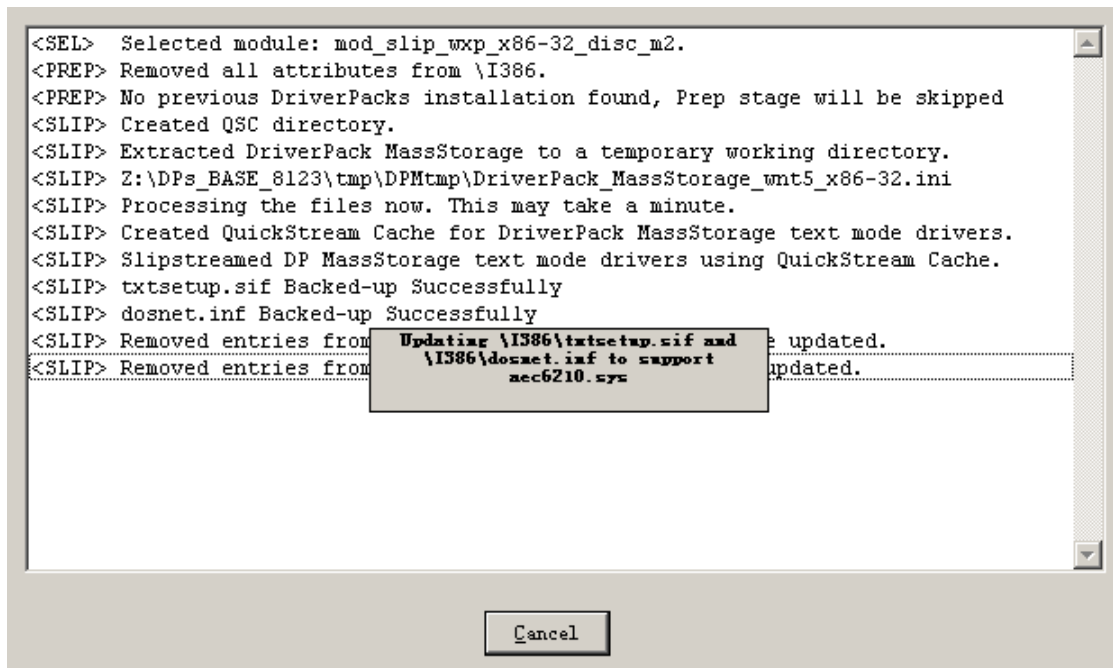 <SEL>  Selected module: mod_slip_wxp_x86-32_disc_m2.
<PREP> Removed all attributes from \I386.
<PREP> No previous DriverPacks installation found, Prep stage will be skipped
<SLIP> Created QSC directory.
<SLIP> Extracted DriverPack MassStorage to a temporary working directory.
<SLIP> Z:\DPs_BASE_8123\tmp\DPMtmp\DriverPack_MassStorage_wnt5_x86-32.ini
<SLIP> Processing the files now. This may take a minute.
<SLIP> Created QuickStream Cache for DriverPack MassStorage text mode drivers.
<SLIP> Slipstreamed DP MassStorage text mode drivers using QuickStream Cache.
<SLIP> txtsetup.sif Backed-up Successfully
<SLIP> dosnet.inf Backed-up Successfully
<SLIP> Removed entries from updated.
<SLIP> Removed entries from updated.
Updating \I386\txtsetup.sif and
\I386\dosnet.inf to support
aec6210.sys
Cancel